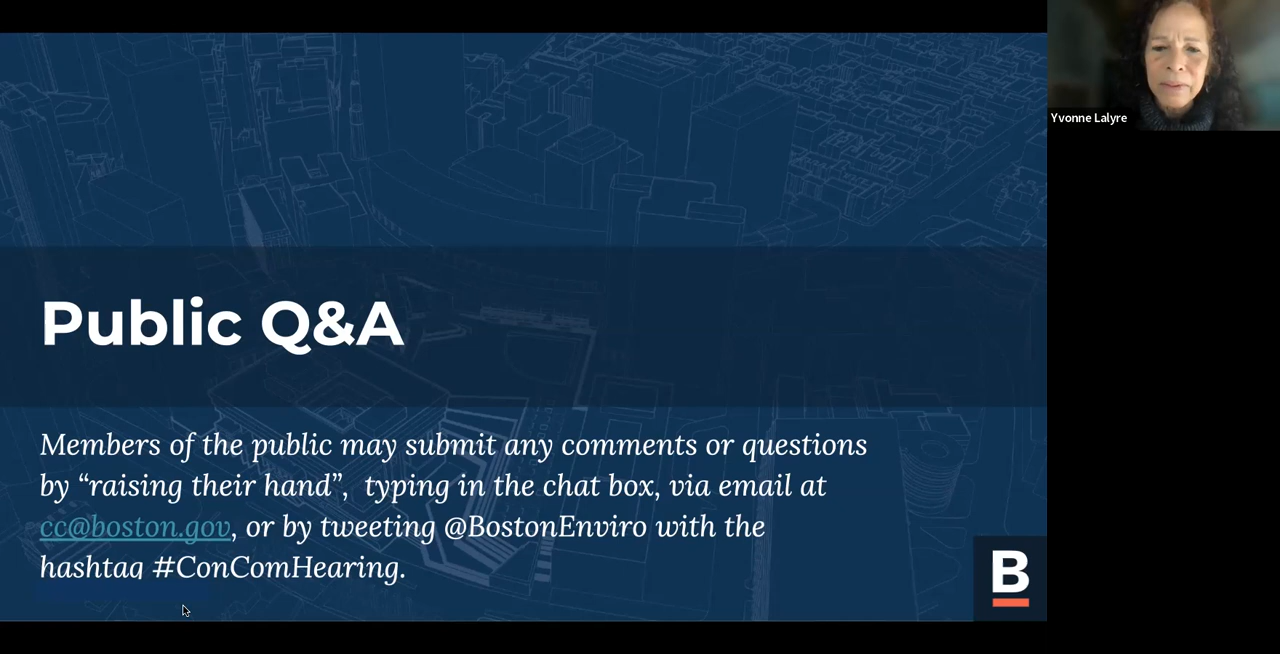 Public Q&A
Members of the public may submit any comments or questions
by “raising their hand”, typing in the chat box, via email at
cc@boston.gov, or by tweeting @BostonEnviro with the
hashtag #ConComHearing.
B
Yvonne Lalyre